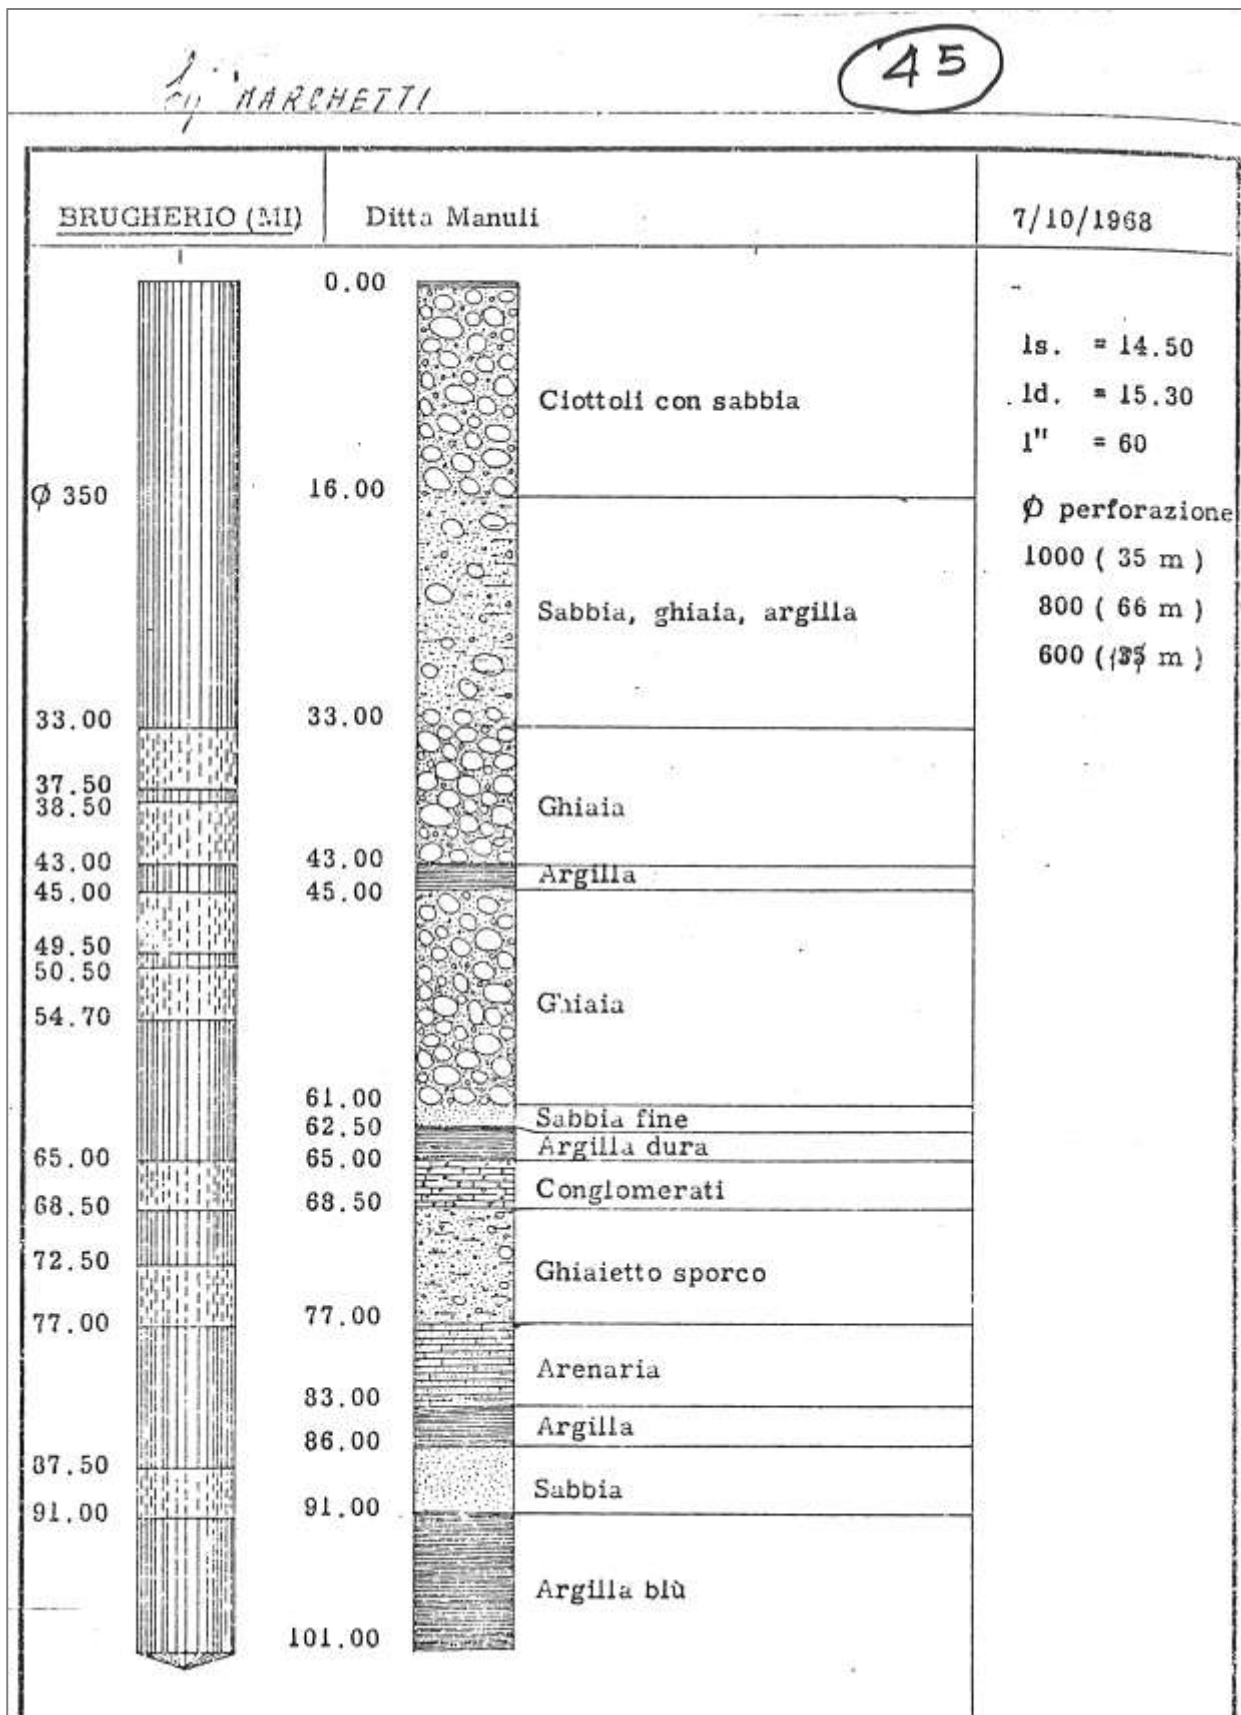 MARCHETTI
45
BRUGHERIO (MI) Ditta Manuli 7/10/1968
0.00
ls. = 14.50
Ciottoli con sabbia
ld. = 15.30
l" = 60
Ø 350 16.00
Ø perforazione
1000 ( 35 m )
Sabbia, ghiaia, argilla
800 ( 66 m )
600 ( m )
33.00 33.00
37.50
38.50 Ghiaia
43.00 43.00
Argilla
45.00 45.00
49.50
50.50
Ghiaia
54.70
61.00
Sabbia fine
62.50
Argilla dura
65.00 65.00
Conglomerati
68.50 68.50
72.50
Ghiaietto sporco
77.00 77.00
Arenaria
83.00
Argilla
86.00
87.50
Sabbia
91.00 91.00
Argilla blù
101.00